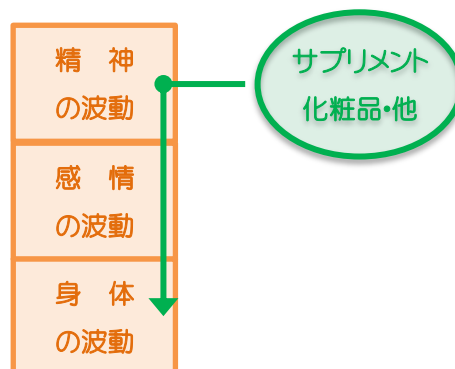 精　神
の波動
感　情
の波動
身　体
の波動
サプリメント
化粧品・他